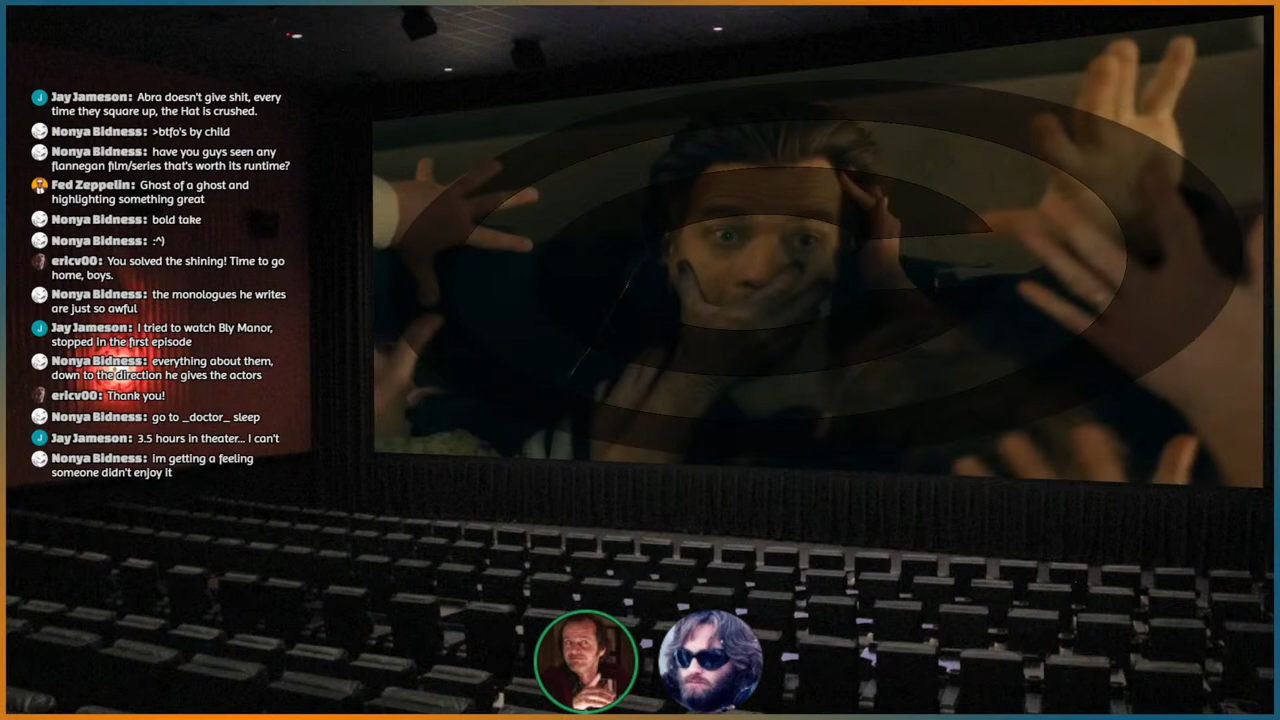 Jay Jameson: Abra doesn't give shit, every
time they square up, the Hat is crushed.
Nonya Bidness: >btfo's by child
Nonya Bidness: have you guys seen any
flannegan film/series that's worth its runtime?
Fed Zeppelin: Ghost of a ghost and
highlighting something great
Nonya Bidness: bold take
Nonya Bidness: :^)
ericv00: You solved the shining! Time to go
home, boys.
Nonya Bidness: the monologues he writes
are just so awful
Jay Jameson: I tried to watch Bly Manor,
stopped in the first episode
Nonya Bidness: everything about them,
down to the direction he gives the actors
ericv00: Thank you!
Nonya Bidness: go to _doctor_ sleep
Jay Jameson: 3.5 hours in theater... I can't
Nonya Bidness: im getting a feeling
someone didn't enjoy it